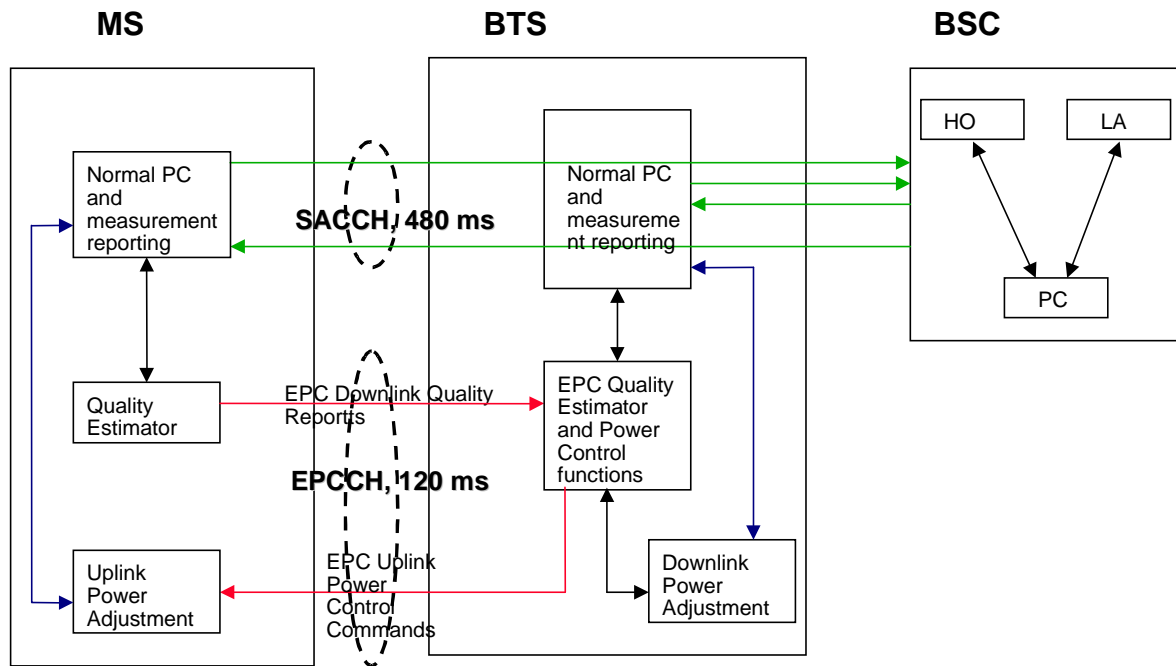 MS
BTS
BSC
HO
LA
Normal PC
and
measurement
reporting
SACCH, 480 ms
Normal PC
and
measureme
nt reporting
PC
Quality
Estimator
EPC Downlink Quality
Reportts
EPC Quality
Estimator
and Power
Control
functions
EPCCH, 120 ms
Uplink
Power
Adjustment
EPC Uplink
Power
Control
Commands
Downlink
Power
Adjustment